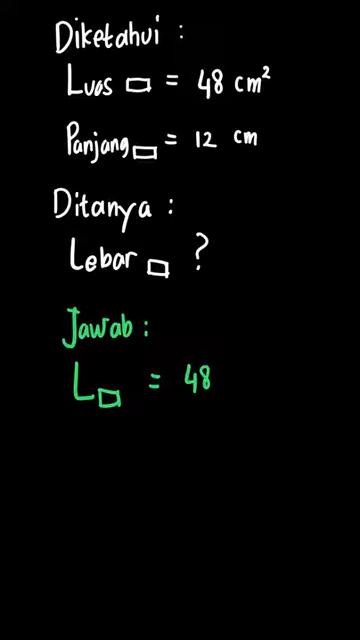 Diketahui :
Luas ▭ = 48 cm²
Panjang ▭ = 12 cm
Ditanya :
Lebar ▭ ?
Jawab :
L▭ = 48